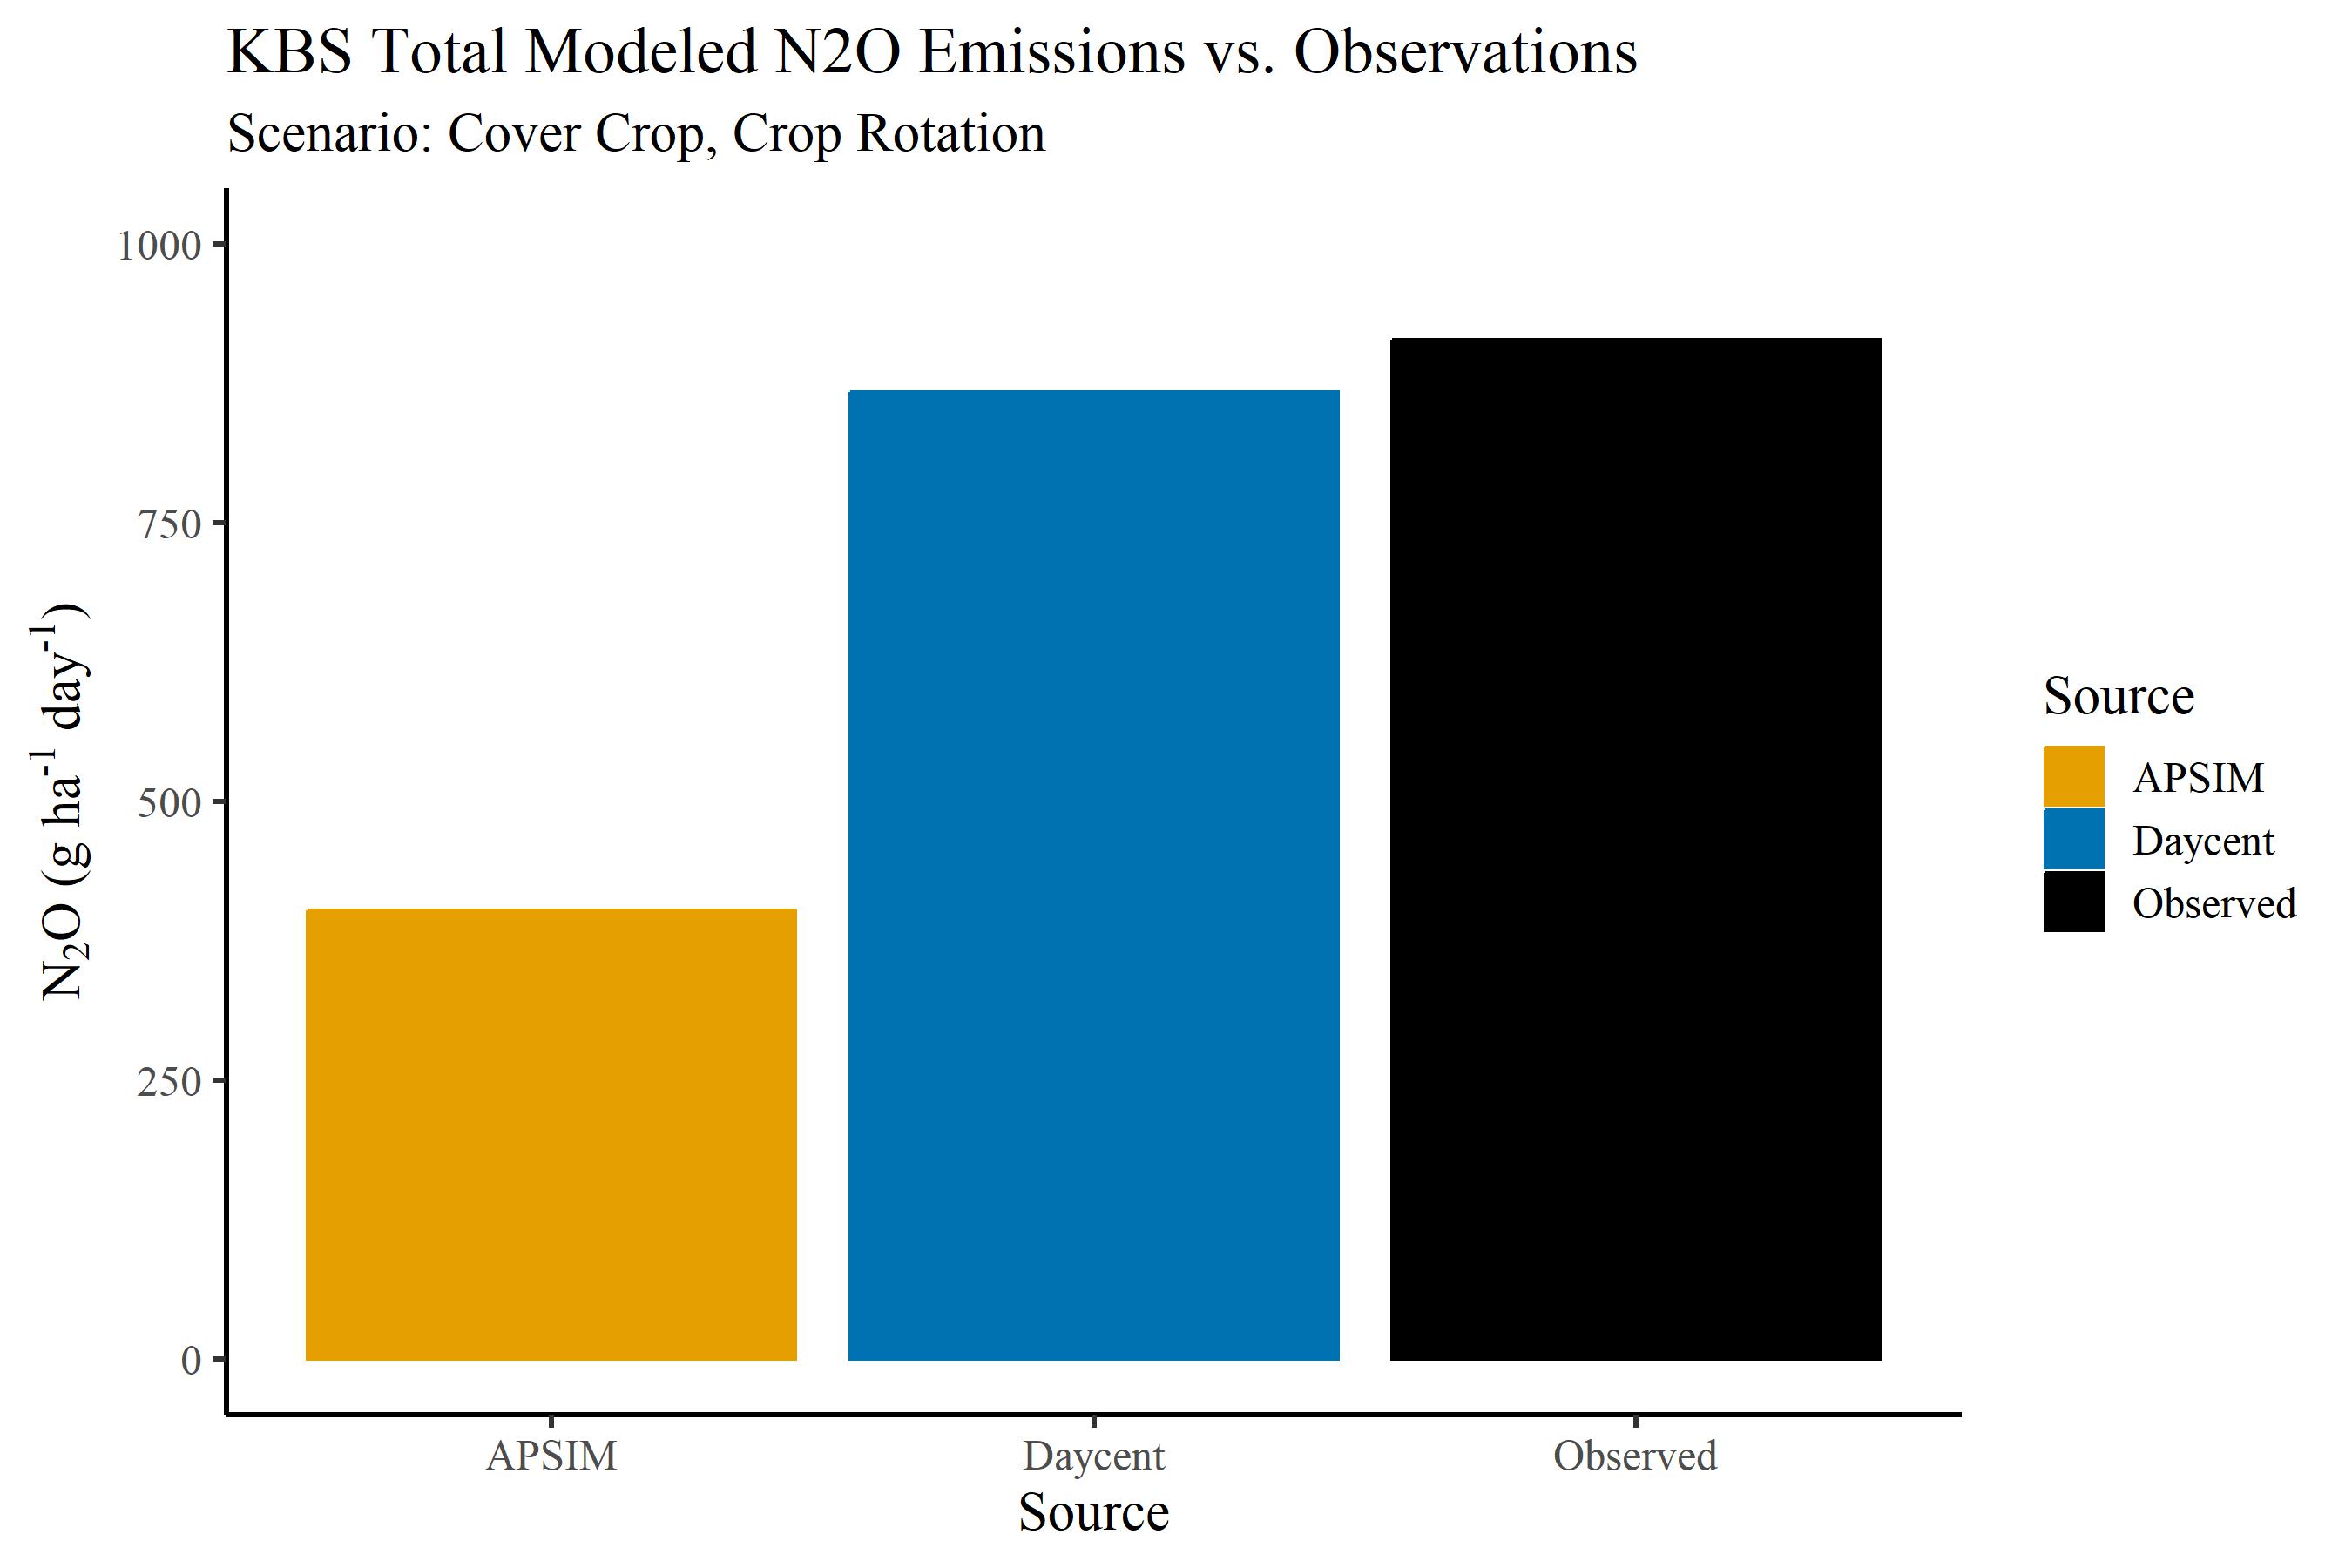 KBS Total Modeled N2O Emissions vs. Observations
Scenario: Cover Crop, Crop Rotation
1000
750
500
250
0
N₂O (g ha⁻¹ day⁻¹)
APSIM
Daycent
Observed
Source
Source
APSIM
Daycent
Observed